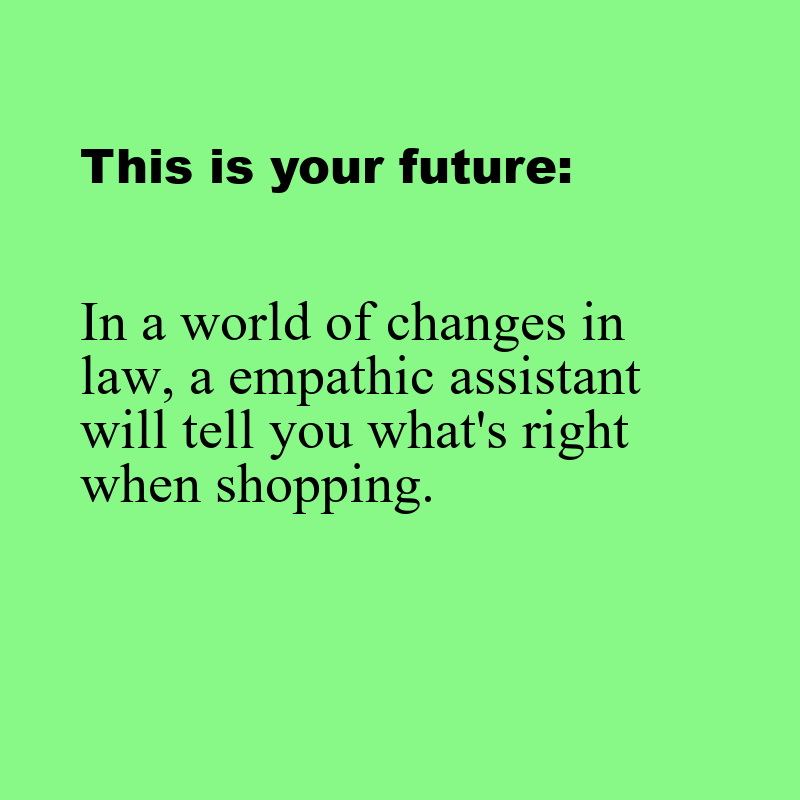 This is your future:
In a world of changes in
law, a empathic assistant
will tell you what's right
when shopping.